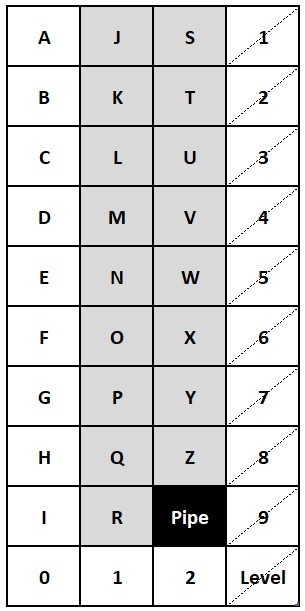 A J S 1
B K T 2
C L U 3
D M V 4
E N W 5
F O X 6
G P Y 7
H Q Z 8
I R Pipe 9
0 1 2 Level